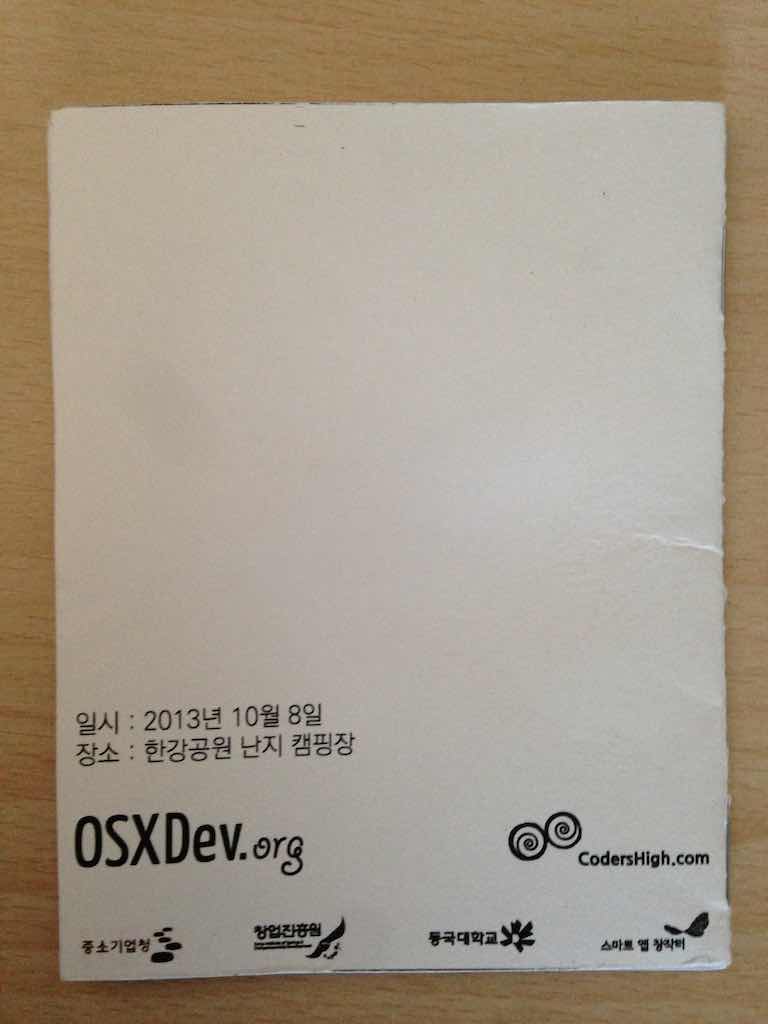 일시 : 2013년 10월 8일
장소 : 한강공원 난지 캠핑장
OSXDev.org
CodersHigh.com
중소기업청
창업진흥원
동국대학교
스마트 앱 창작터